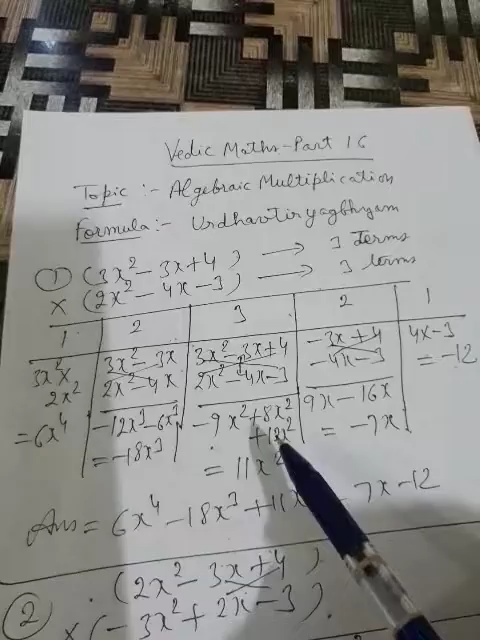 Vedic Maths-Part 16
Topic :- Algebraic Multiplication
Formula :- Urdhavtiryagbhyam
① (3x² - 3x + 4) → 3 Terms
× (2x² - 4x - 3) → 3 terms
1 2 3 2 1
3x² × 3x² - 3x 3x² - 3x + 4 - 3x + 4 4x - 3
2x² 2x² - 4x 2x² - 4x - 3 - 4x - 3 = -12
= 6x⁴ -12x³ - 6x³ - 9x² + 8x² 9x - 16x
+ 12x² = -7x
= -18x³ = 11x²
Ans = 6x⁴ - 18x³ + 11x - 7x - 12
② (2x² - 3x + 4)
× (-3x² + 2x - 3)